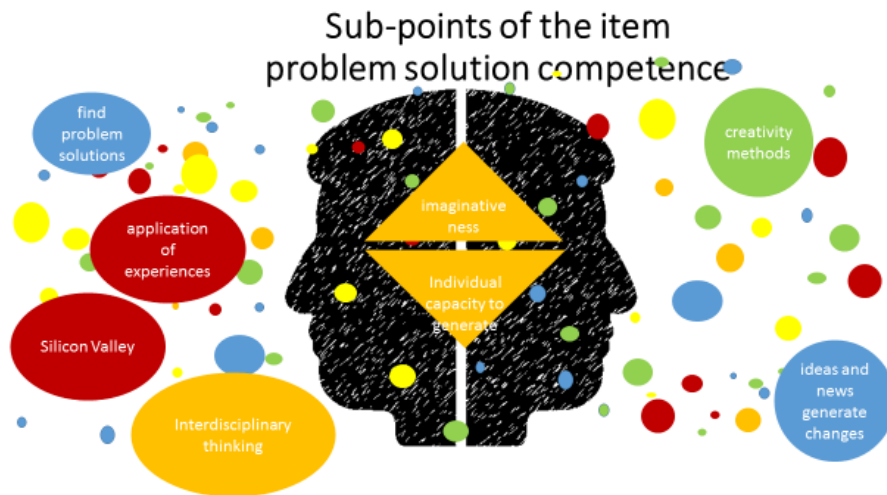 Sub-points of the item
problem solution competence
find
problem
solutions
creativity
methods
imaginative
ness
application
of
experiences
Individual
capacity to
generate
Silicon Valley
ideas and
news
generate
changes
Interdisciplinary
thinking